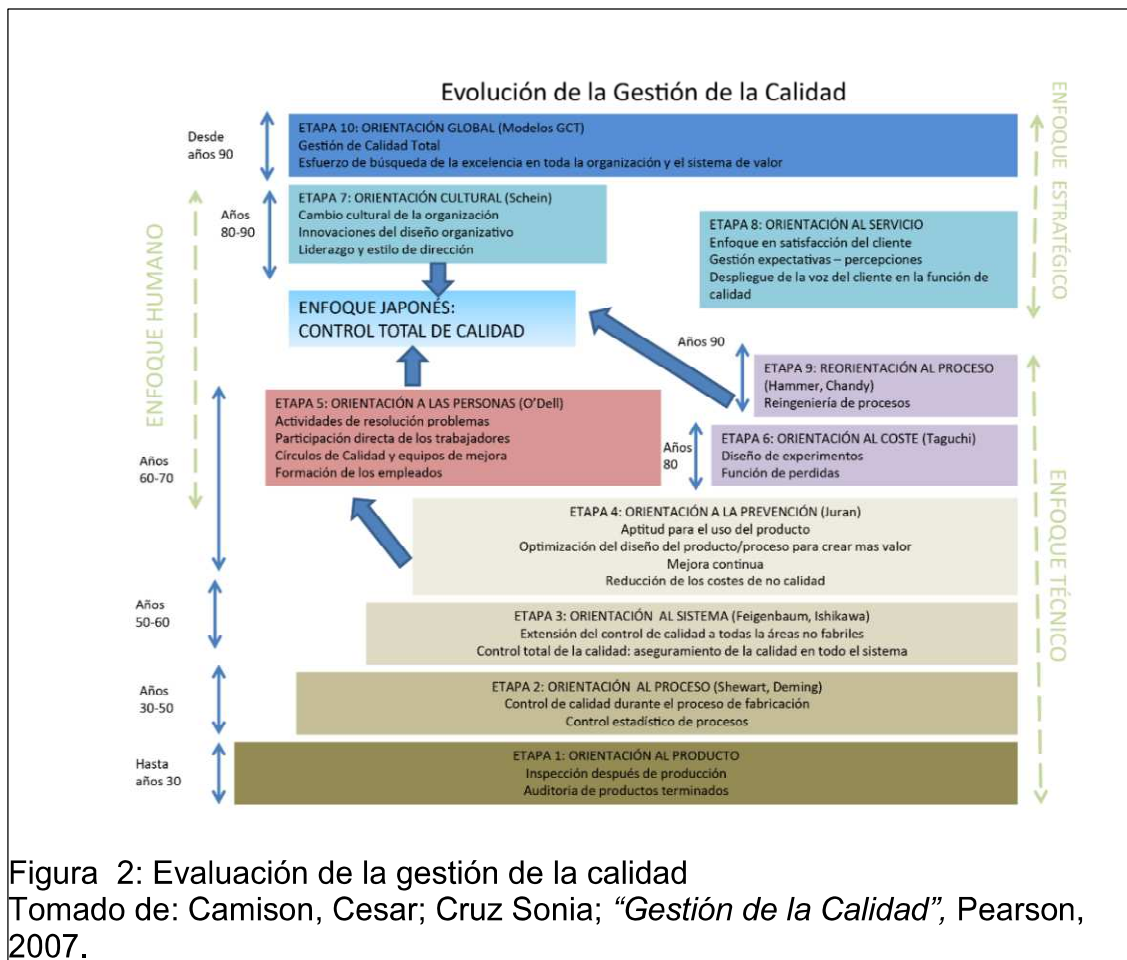 Evolución de la Gestión de la Calidad
ENFOQUE ESTRATÉGICO
Desde
años 90
ETAPA 10: ORIENTACIÓN GLOBAL (Modelos GCT)
Gestión de Calidad Total
Esfuerzo de búsqueda de la excelencia en toda la organización y el sistema de valor
ENFOQUE HUMANO
Años
80-90
ETAPA 7: ORIENTACIÓN CULTURAL (Schein)
Cambio cultural de la organización
Innovaciones del diseño organizativo
Liderazgo y estilo de dirección
ETAPA 8: ORIENTACIÓN AL SERVICIO
Enfoque en satisfacción del cliente
Gestión expectativas – percepciones
Despliegue de la voz del cliente en la función de
calidad
ENFOQUE JAPONÉS:
CONTROL TOTAL DE CALIDAD
Años 90
ETAPA 9: REORIENTACIÓN AL PROCESO
(Hammer, Chandy)
Reingeniería de procesos
ENFOQUE TÉCNICO
Años
60-70
ETAPA 5: ORIENTACIÓN A LAS PERSONAS (O'Dell)
Actividades de resolución problemas
Participación directa de los trabajadores
Círculos de Calidad y equipos de mejora
Formación de los empleados
Años
80
ETAPA 6: ORIENTACIÓN AL COSTE (Taguchi)
Diseño de experimentos
Función de perdidas
ETAPA 4: ORIENTACIÓN A LA PREVENCIÓN (Juran)
Aptitud para el uso del producto
Optimización del diseño del producto/proceso para crear mas valor
Mejora continua
Reducción de los costes de no calidad
Años
50-60
ETAPA 3: ORIENTACIÓN AL SISTEMA (Feigenbaum, Ishikawa)
Extensión del control de calidad a todas la áreas no fabriles
Control total de la calidad: aseguramiento de la calidad en todo el sistema
Años
30-50
ETAPA 2: ORIENTACIÓN AL PROCESO (Shewart, Deming)
Control de calidad durante el proceso de fabricación
Control estadístico de procesos
Hasta
años 30
ETAPA 1: ORIENTACIÓN AL PRODUCTO
Inspección después de producción
Auditoria de productos terminados
Figura 2: Evaluación de la gestión de la calidad
Tomado de: Camison, Cesar; Cruz Sonia; “Gestión de la Calidad”, Pearson,
2007.